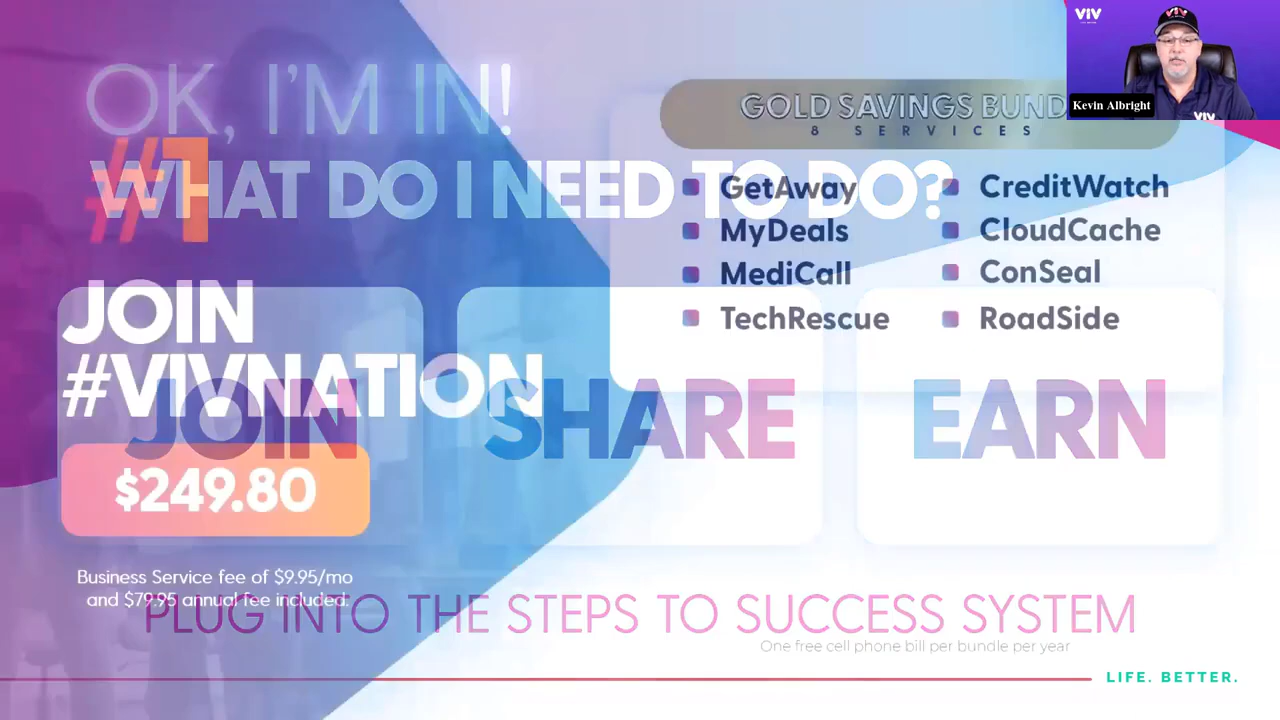 OK, I'M IN!
WHAT DO I NEED TO DO?
#1
JOIN
#VIVNATION
$249.80
Business Service fee of $9.95/mo
and $79.95 annual fee included.
GOLD SAVINGS BUND
8 SERVICES
GetAway
MyDeals
MediCall
TechRescue
CreditWatch
CloudCache
ConSeal
RoadSide
JOIN
SHARE
EARN
PLUG INTO THE STEPS TO SUCCESS SYSTEM
One free cell phone bill per bundle per year
LIFE. BETTER.
VIV
Kevin Albright
VIV